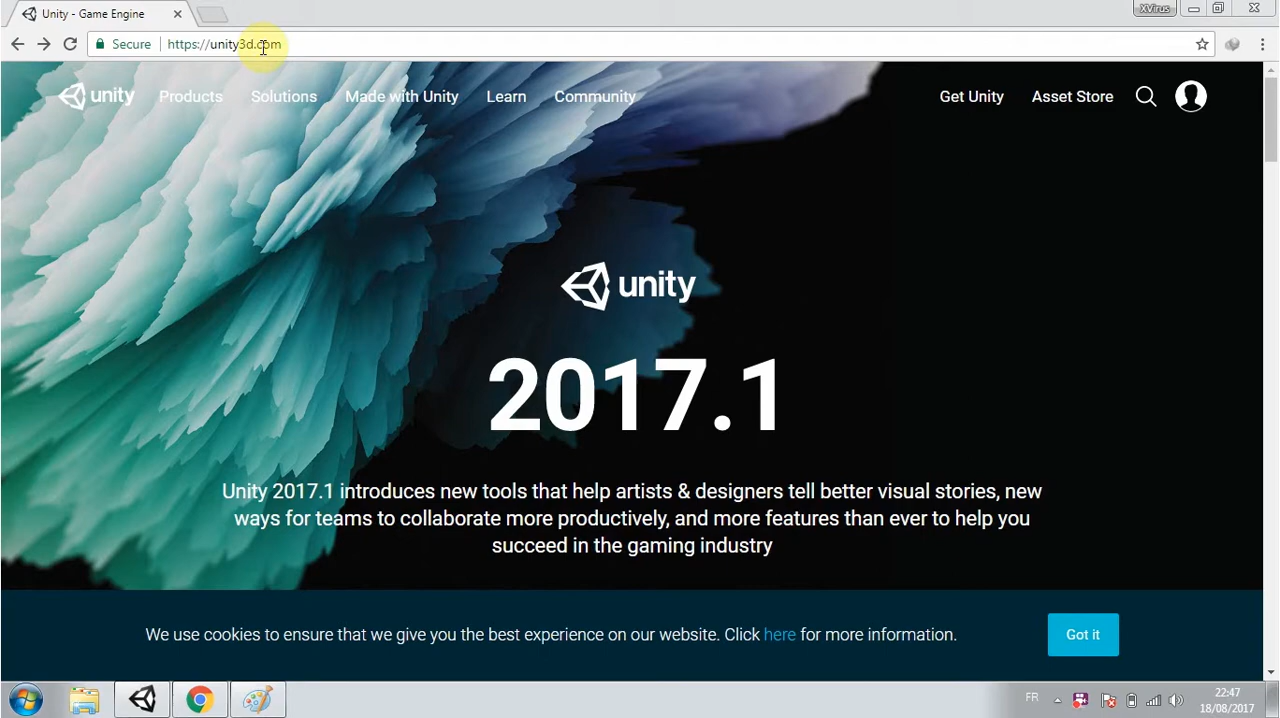 Unity - Game Engine
XVirus
Secure https://unity3d.com
unity Products Solutions Made with Unity Learn Community Get Unity Asset Store
unity
2017.1
Unity 2017.1 introduces new tools that help artists & designers tell better visual stories, new
ways for teams to collaborate more productively, and more features than ever to help you
succeed in the gaming industry
We use cookies to ensure that we give you the best experience on our website. Click here for more information.
Got it
FR
22:47
18/08/2017